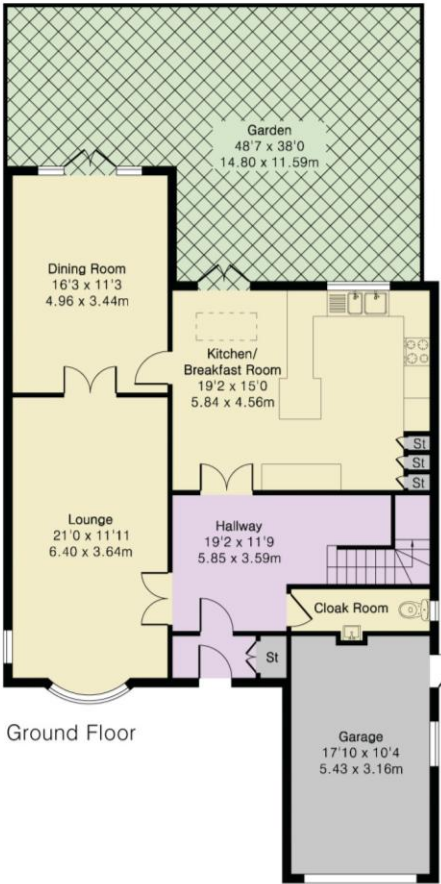 Garden
48'7 x 38'0
14.80 x 11.59m
Dining Room
16'3 x 11'3
4.96 x 3.44m
Kitchen/
Breakfast Room
19'2 x 15'0
5.84 x 4.56m
St
St
St
Lounge
21'0 x 11'11
6.40 x 3.64m
Hallway
19'2 x 11'9
5.85 x 3.59m
Cloak Room
St
Ground Floor
Garage
17'10 x 10'4
5.43 x 3.16m